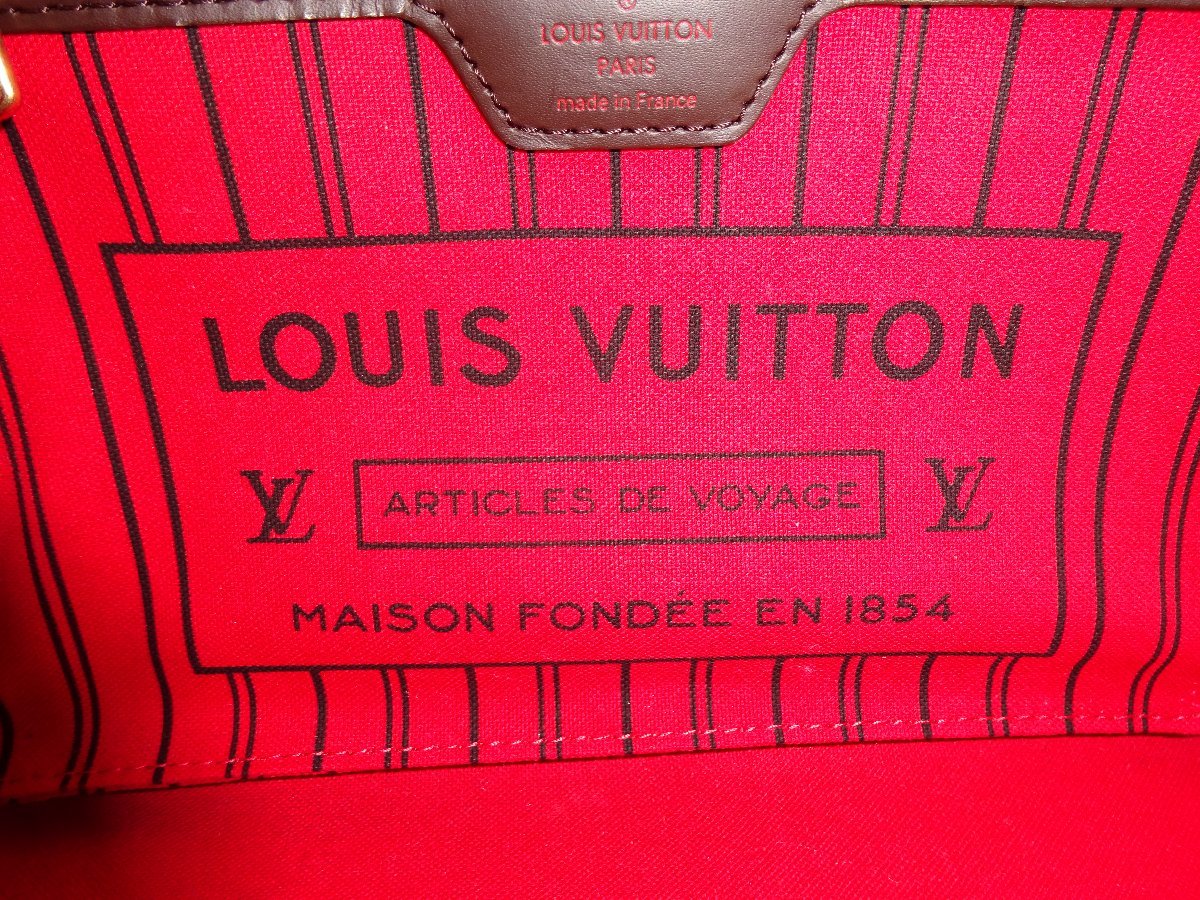 LOUIS VUITTON
PARIS
made in France
LOUIS VUITTON
LV ARTICLES DE VOYAGE LV
MAISON FONDÉE EN 1854